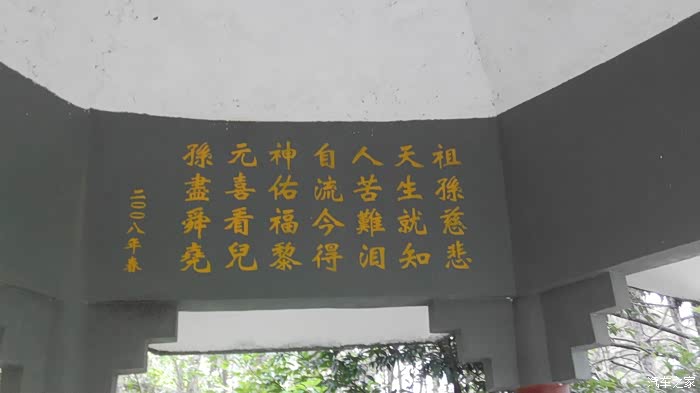 祖孫慈悲
天生就知
人苦難泪
自流今得
神佑福黎
元喜看兒
孫盡舜堯
二〇〇八年春
汽车之家